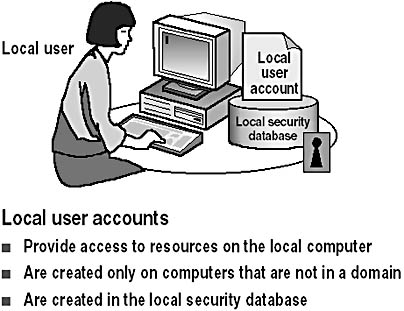 Local user
Local
user
account
Local security
database
Local user accounts
Provide access to resources on the local computer
Are created only on computers that are not in a domain
Are created in the local security database